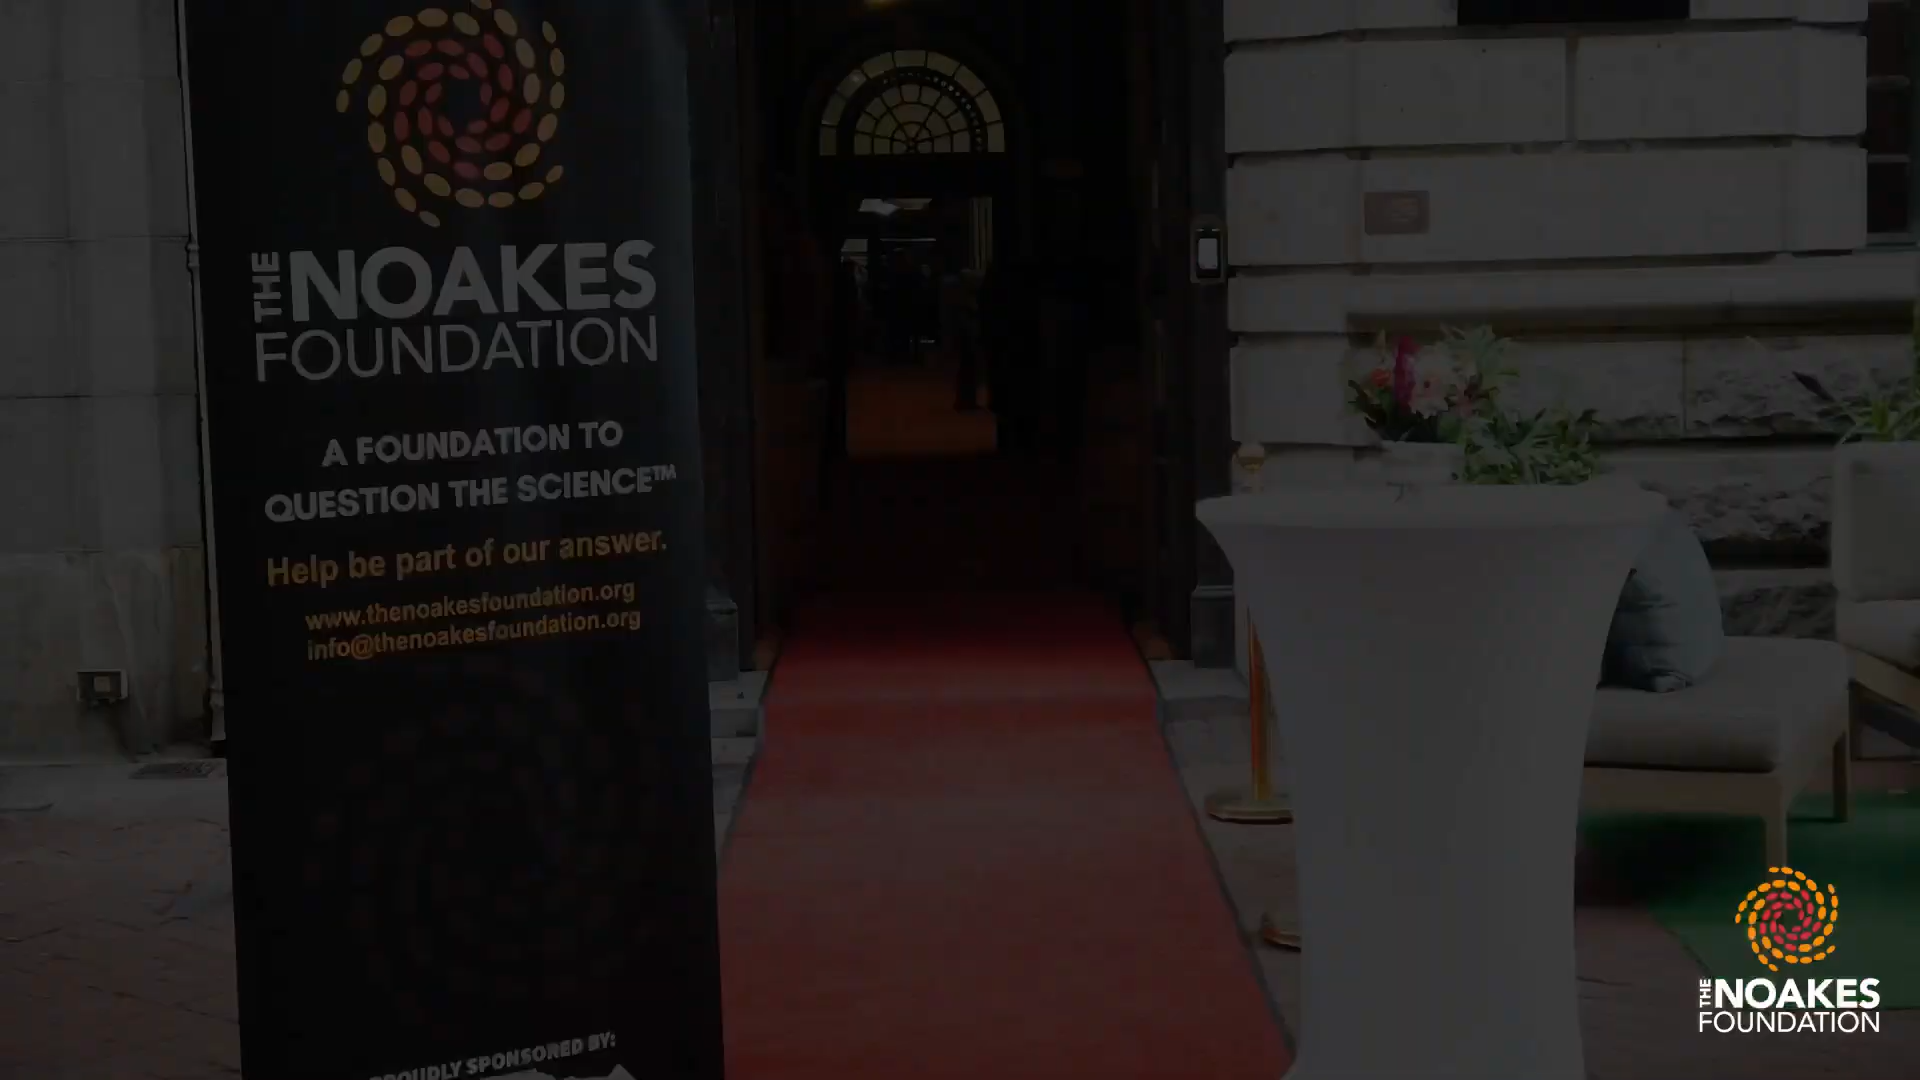 THE NOAKES
FOUNDATION
A FOUNDATION TO
QUESTION THE SCIENCE™
Help be part of our answer.
www.thenoakesfoundation.org
info@thenoakesfoundation.org
PROUDLY SPONSORED BY:
THE NOAKES
FOUNDATION